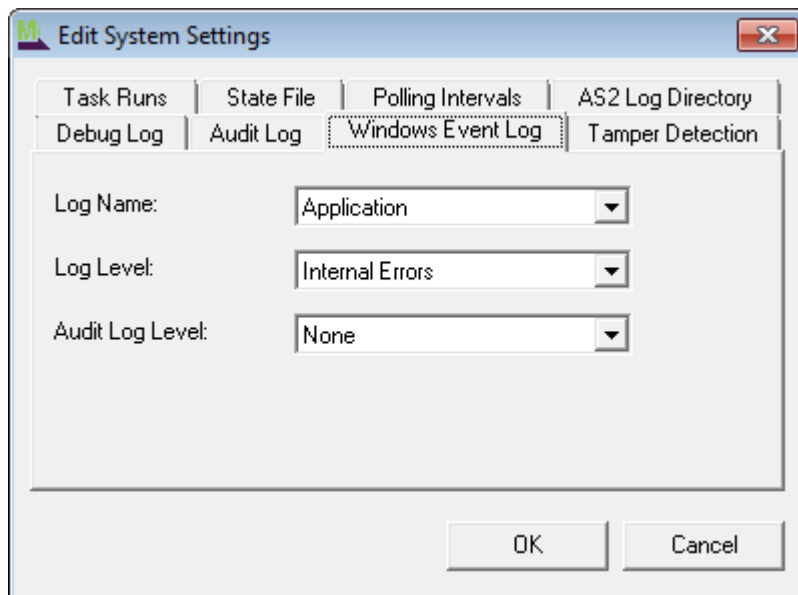 Edit System Settings
Task Runs State File Polling Intervals AS2 Log Directory
Debug Log Audit Log Windows Event Log Tamper Detection
Log Name: Application
Log Level: Internal Errors
Audit Log Level: None
OK Cancel